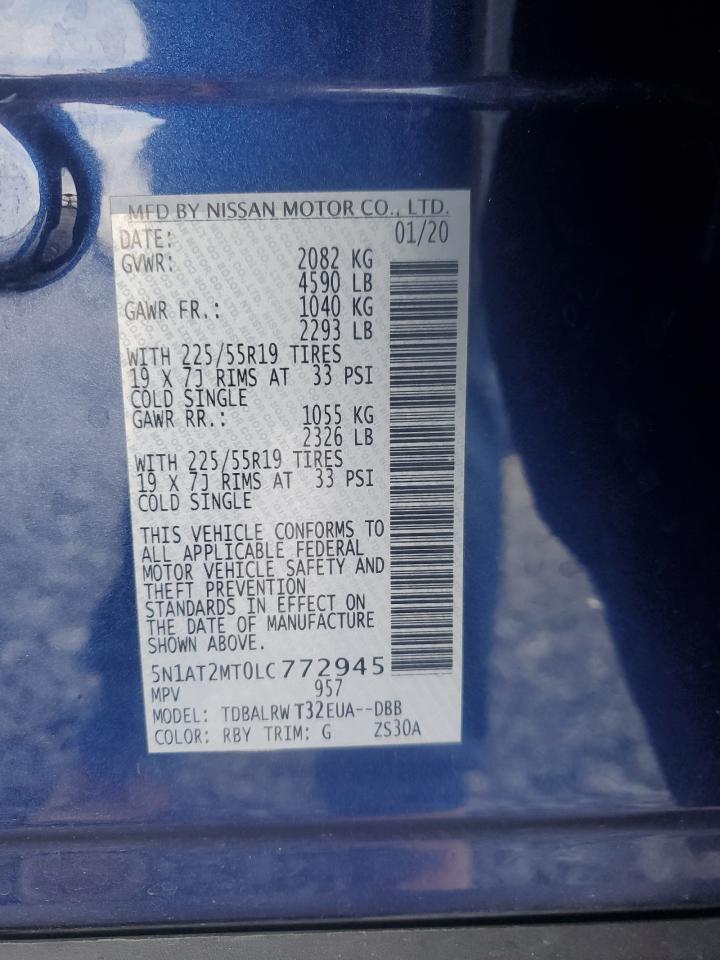 MFD BY NISSAN MOTOR CO., LTD.
DATE: 01/20
GVWR: 2082 KG
4590 LB
GAWR FR.: 1040 KG
2293 LB
WITH 225/55R19 TIRES
19 X 7J RIMS AT 33 PSI
COLD SINGLE
GAWR RR.: 1055 KG
2326 LB
WITH 225/55R19 TIRES
19 X 7J RIMS AT 33 PSI
COLD SINGLE
THIS VEHICLE CONFORMS TO
ALL APPLICABLE FEDERAL
MOTOR VEHICLE SAFETY AND
THEFT PREVENTION
STANDARDS IN EFFECT ON
THE DATE OF MANUFACTURE
SHOWN ABOVE.
5N1AT2MT0LC772945
MPV 957
MODEL: TDBALRW T32EUA--DBB
COLOR: RBY TRIM: G ZS30A